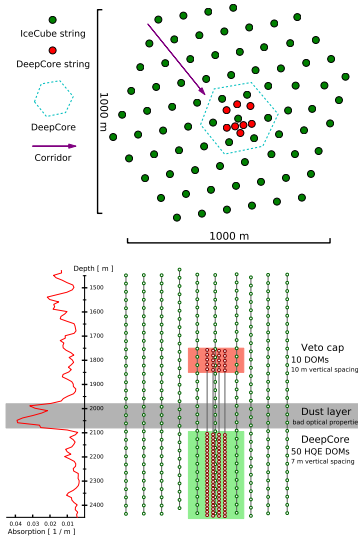 IceCube string
DeepCore string
DeepCore
Corridor
1000 m
1000 m
Depth [ m ]
1500
1600
1700
1800
1900
2000
2100
2200
2300
2400
Veto cap
10 DOMs
10 m vertical spacing
Dust layer
bad optical propertie
DeepCore
50 HQE DOMs
7 m vertical spacing
0.04 0.03 0.02 0.01
Absorption [ 1 / m ]